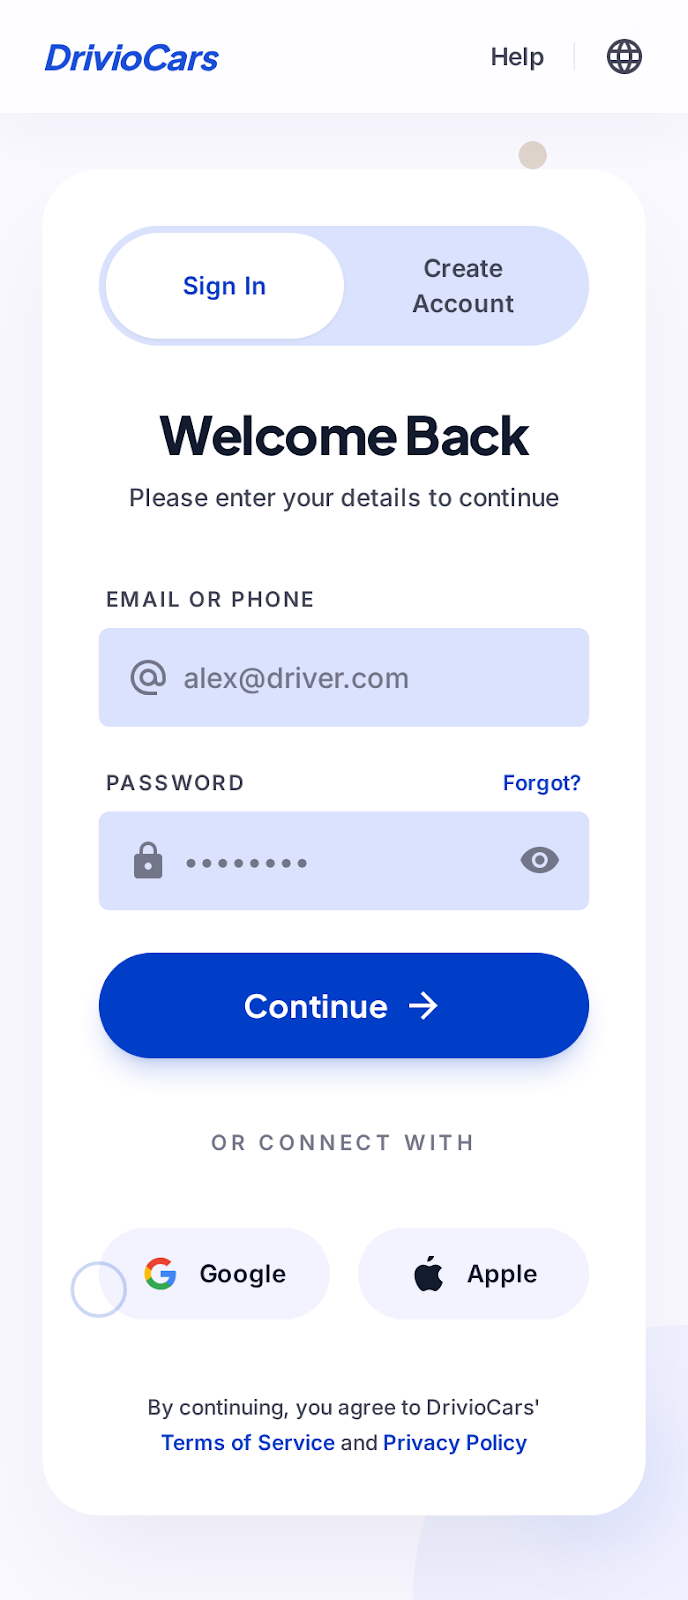 DrivioCars
Help
Sign In
Create
Account
Welcome Back
Please enter your details to continue
EMAIL OR PHONE
alex@driver.com
PASSWORD
Forgot?
••••••••
Continue
OR CONNECT WITH
Google
Apple
By continuing, you agree to DrivioCars'
Terms of Service and Privacy Policy